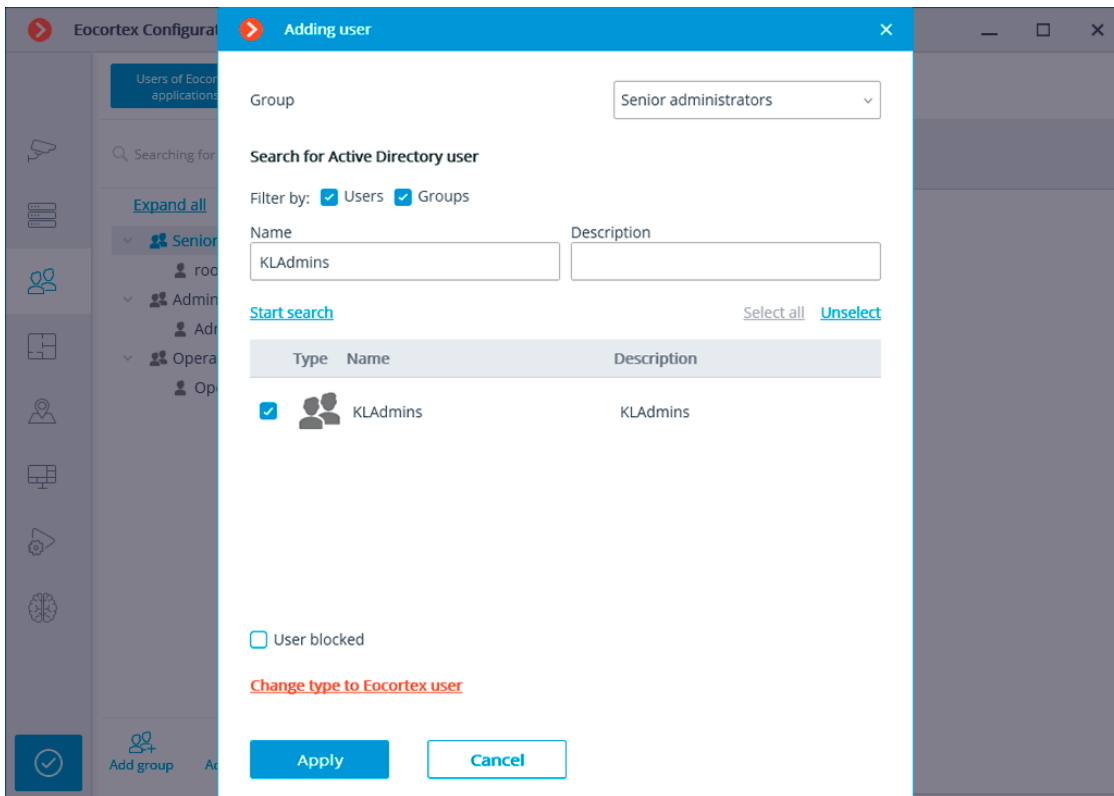 Eocortex Configurat
Adding user
Users of Eocor
applications
Group
Senior administrators
Searching for
Search for Active Directory user
Filter by: Users Groups
Expand all
Name Description
Senior
KLAdmins
roo
Admin
Start search Select all Unselect
Adr
Type Name Description
Opera
Op
KLAdmins KLAdmins
User blocked
Change type to Eocortex user
Add group
Ac
Apply Cancel